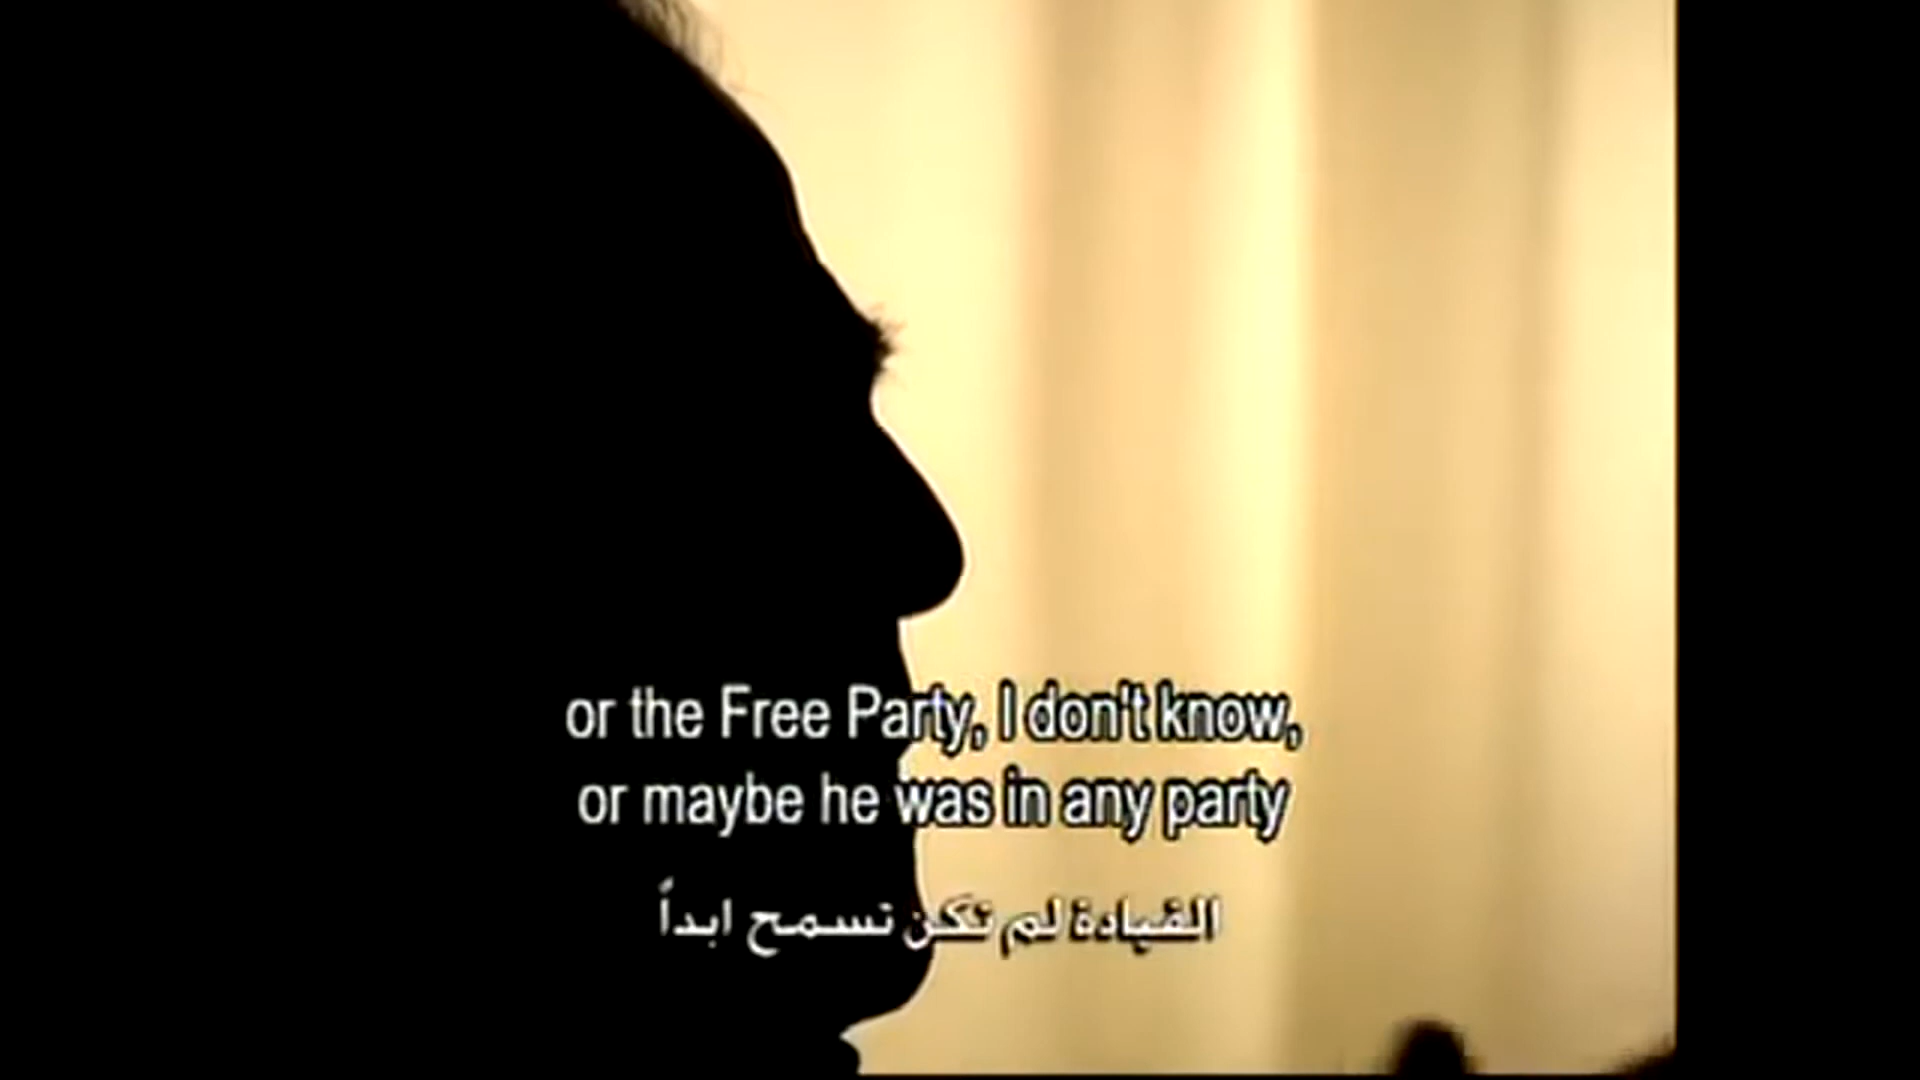 or the Free Party, I don't know,
or maybe he was in any party
القيادة لم تكن تسمح ابداً